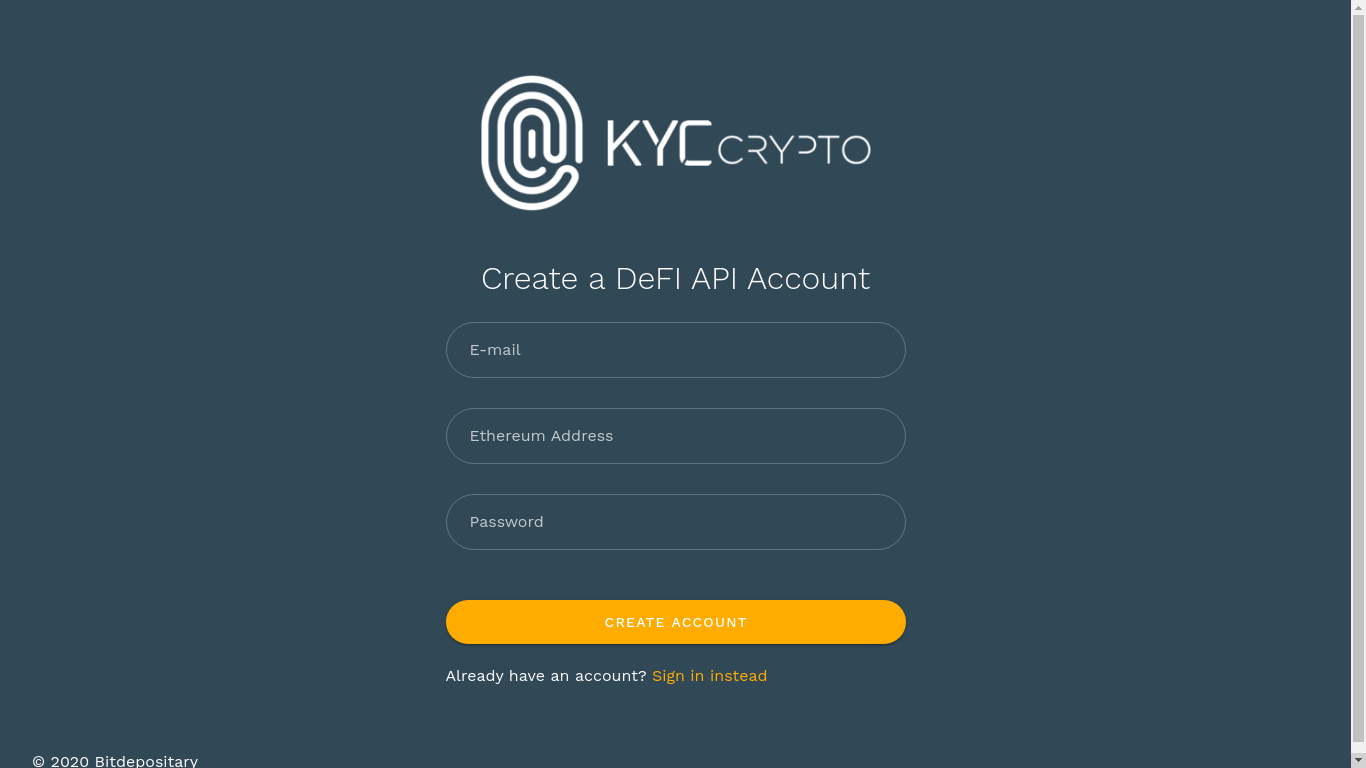 KYC CRYPTO
Create a DeFI API Account
E-mail
Ethereum Address
Password
CREATE ACCOUNT
Already have an account? Sign in instead
© 2020 Bitdepositary